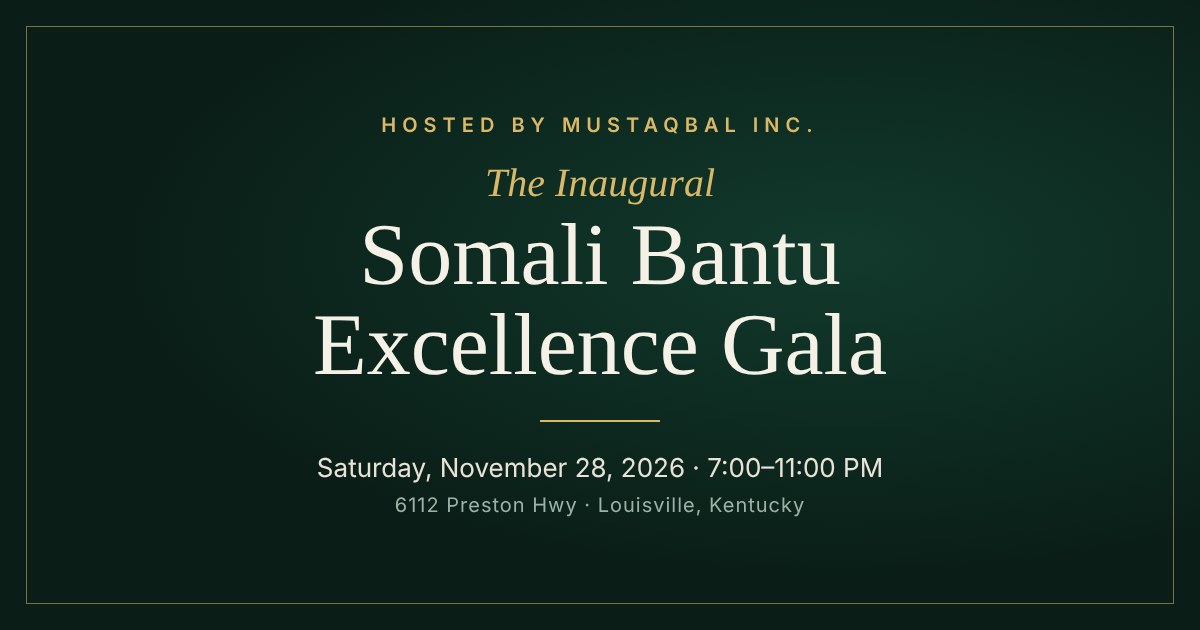 HOSTED BY MUSTAQBAL INC.
The Inaugural
Somali Bantu
Excellence Gala
Saturday, November 28, 2026 · 7:00–11:00 PM
6112 Preston Hwy · Louisville, Kentucky